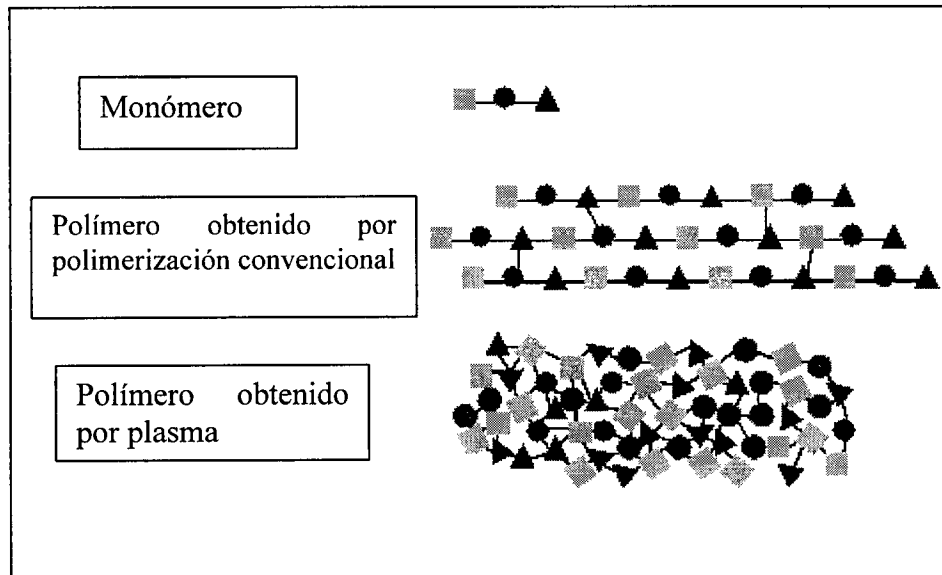 Monómero
Polímero obtenido por
polimerización convencional
Polímero obtenido
por plasma